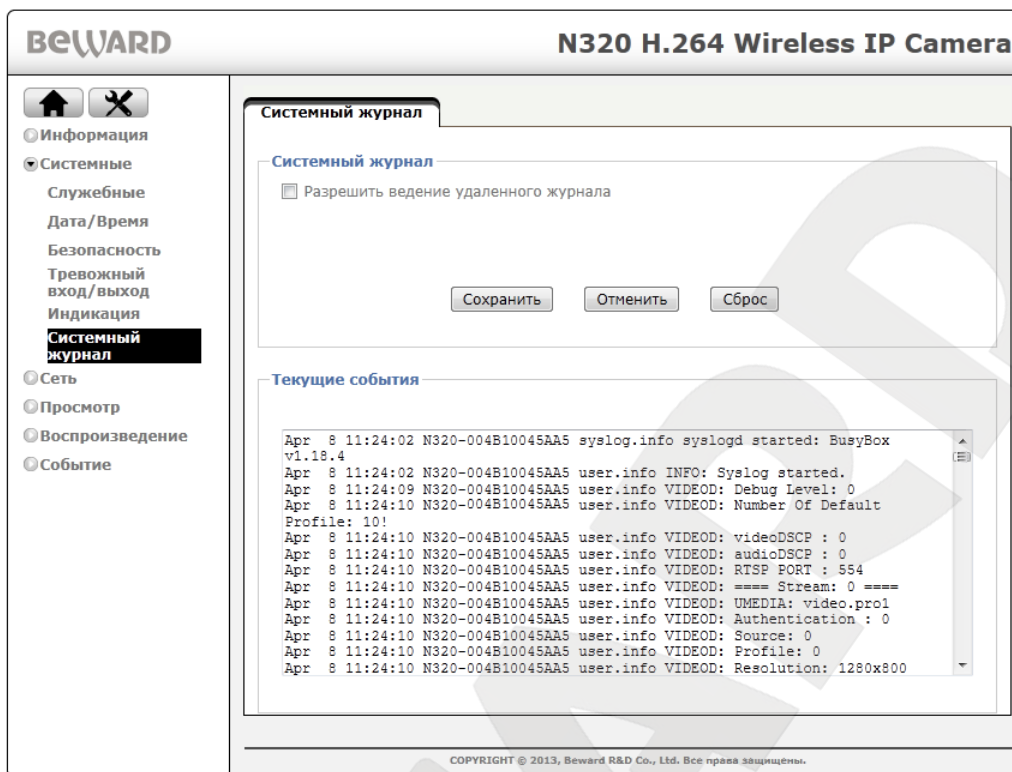 BEWARD
N320 H.264 Wireless IP Camera
Информация
Системные
Служебные
Дата/Время
Безопасность
Тревожный
вход/выход
Индикация
Системный
журнал
Сеть
Просмотр
Воспроизведение
Событие
Системный журнал
Системный журнал
Разрешить ведение удаленного журнала
Сохранить Отменить Сброс
Текущие события
Apr  8 11:24:02 N320-004B10045AA5 syslog.info syslogd started: BusyBox
v1.18.4
Apr  8 11:24:02 N320-004B10045AA5 user.info INFO: Syslog started.
Apr  8 11:24:09 N320-004B10045AA5 user.info VIDEOD: Debug Level: 0
Apr  8 11:24:10 N320-004B10045AA5 user.info VIDEOD: Number Of Default
Profile: 10!
Apr  8 11:24:10 N320-004B10045AA5 user.info VIDEOD: videoDSCP : 0
Apr  8 11:24:10 N320-004B10045AA5 user.info VIDEOD: audioDSCP : 0
Apr  8 11:24:10 N320-004B10045AA5 user.info VIDEOD: RTSP PORT : 554
Apr  8 11:24:10 N320-004B10045AA5 user.info VIDEOD: ==== Stream: 0 ====
Apr  8 11:24:10 N320-004B10045AA5 user.info VIDEOD: UMEDIA: video.pro1
Apr  8 11:24:10 N320-004B10045AA5 user.info VIDEOD: Authentication : 0
Apr  8 11:24:10 N320-004B10045AA5 user.info VIDEOD: Source: 0
Apr  8 11:24:10 N320-004B10045AA5 user.info VIDEOD: Profile: 0
Apr  8 11:24:10 N320-004B10045AA5 user.info VIDEOD: Resolution: 1280x800
COPYRIGHT © 2013, Beward R&D Co., Ltd. Все права защищены.